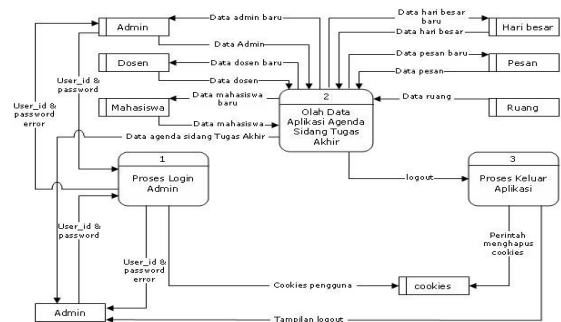 Data admin baru
Data hari besar
baru
Admin
Data hari besar
Hari besar
Data Admin
Dosen
Data dosen baru
Data pesan baru
Pesan
User_id &
password
Data dosen
Data pesan
User_id &
password
error
Mahasiswa
Data mahasiswa
baru
2
Olah Data
Aplikasi Agenda
Sidang Tugas
Akhir
Data ruang
Ruang
Data mahasiswa
Data agenda sidang Tugas Akhir
1
Proses Login
Admin
logout
3
Proses Keluar
Aplikasi
User_id &
password
User_id &
password
error
Perintah
menghapus
cookies
Cookies pengguna
cookies
Admin
Tampilan logout